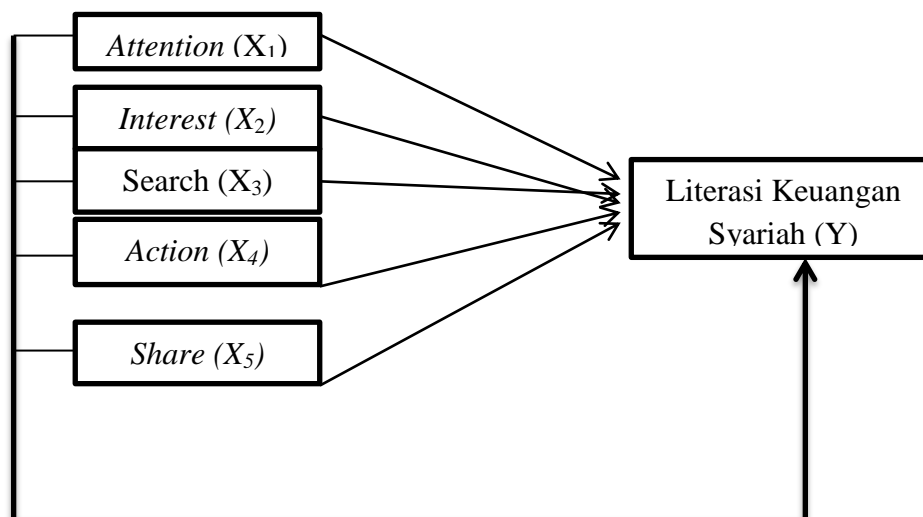 Attention (X₁)
Interest (X₂)
Search (X₃)
Action (X₄)
Share (X₅)
Literasi Keuangan
Syariah (Y)